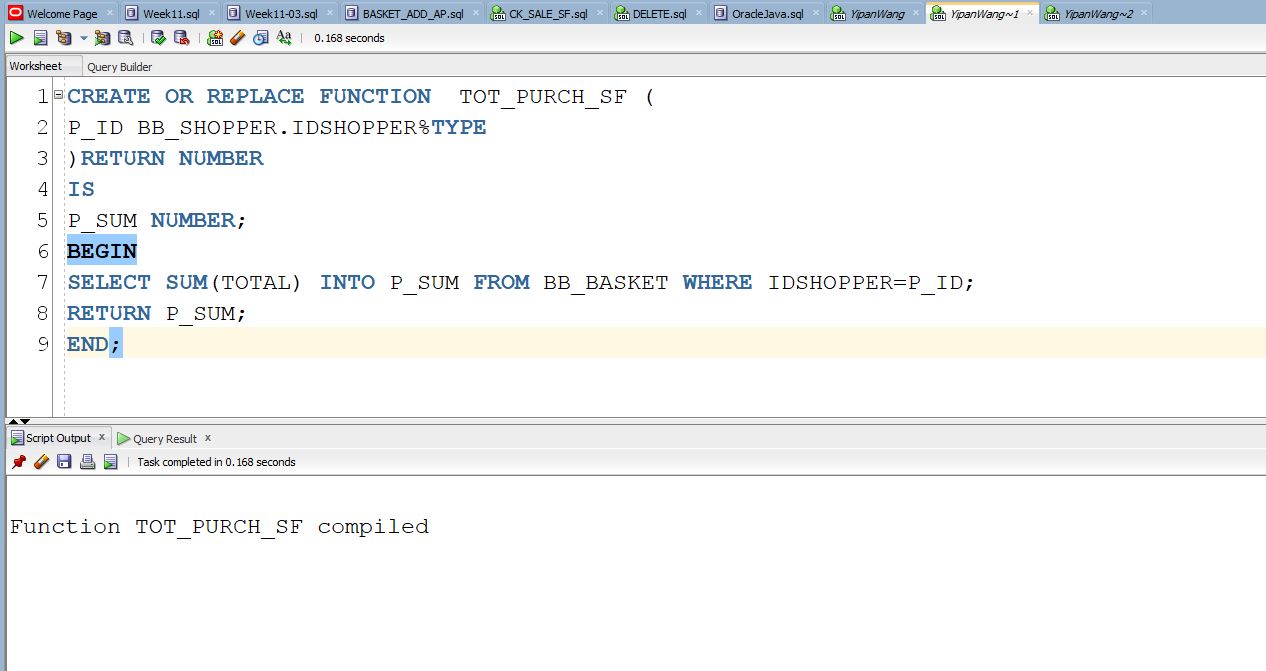 Welcome Page × Week11.sql × Week11-03.sql × BASKET_ADD_AP.sql × CK_SALE_SF.sql × DELETE.sql × OracleJava.sql × YipanWang × YipanWang~1 × YipanWang~2 ×
0.168 seconds
Worksheet Query Builder
1 CREATE OR REPLACE FUNCTION TOT_PURCH_SF (
2 P_ID BB_SHOPPER.IDSHOPPER%TYPE
3 )RETURN NUMBER
4 IS
5 P_SUM NUMBER;
6 BEGIN
7 SELECT SUM(TOTAL) INTO P_SUM FROM BB_BASKET WHERE IDSHOPPER=P_ID;
8 RETURN P_SUM;
9 END;
Script Output × Query Result ×
Task completed in 0.168 seconds
Function TOT_PURCH_SF compiled